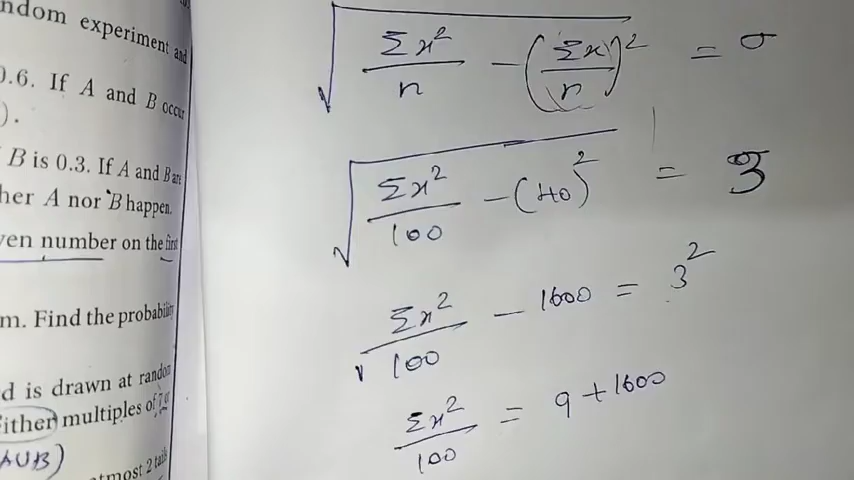 ndom experiment and
0.6. If A and B occur
).
B is 0.3. If A and B are
her A nor B happen.
ven number on the first
m. Find the probability
d is drawn at random
either multiples of 7 or
AUB)
atmost 2 tails
√(Σx²/n - (Σx/n)²) = σ
√(Σx²/100 - (40)²) = 3
Σx²/100 - 1600 = 3²
Σx²/100 = 9 + 1600